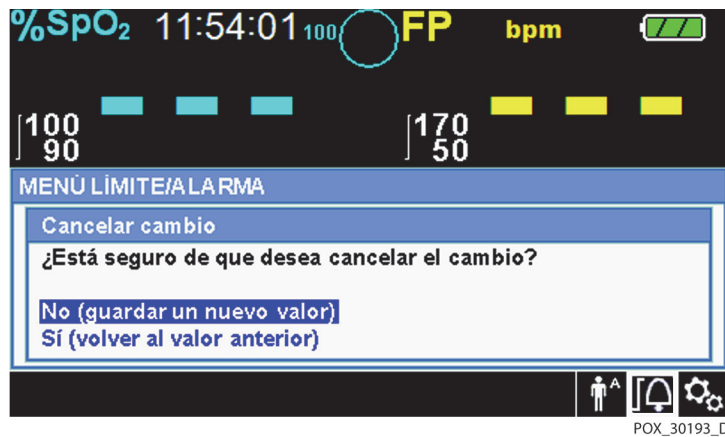 %SpO₂ 11:54:01 100 FP bpm
100 170
90 50
MENÚ LÍMITE/ALARMA
Cancelar cambio
¿Está seguro de que desea cancelar el cambio?
No (guardar un nuevo valor)
Sí (volver al valor anterior)
A
POX_30193_D